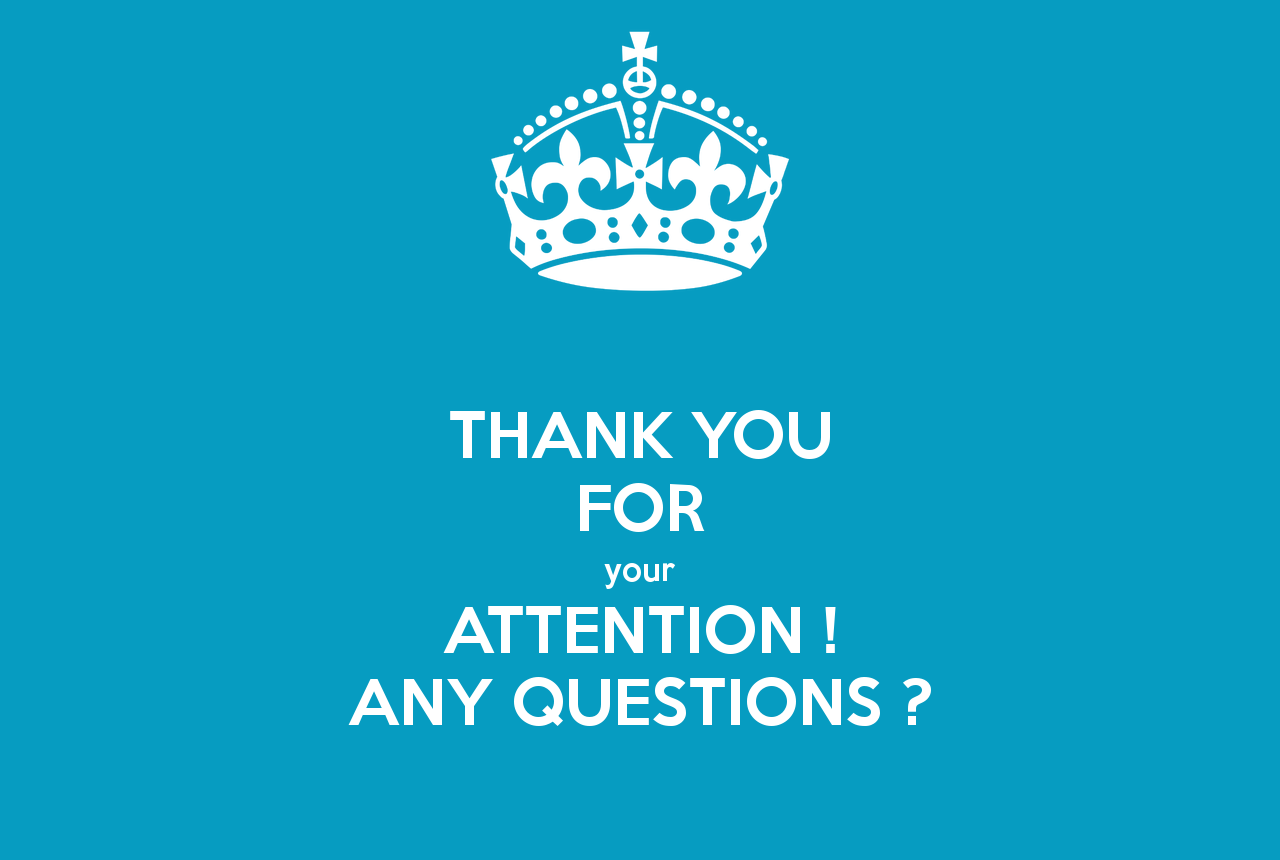 THANK YOU
FOR
your
ATTENTION !
ANY QUESTIONS ?